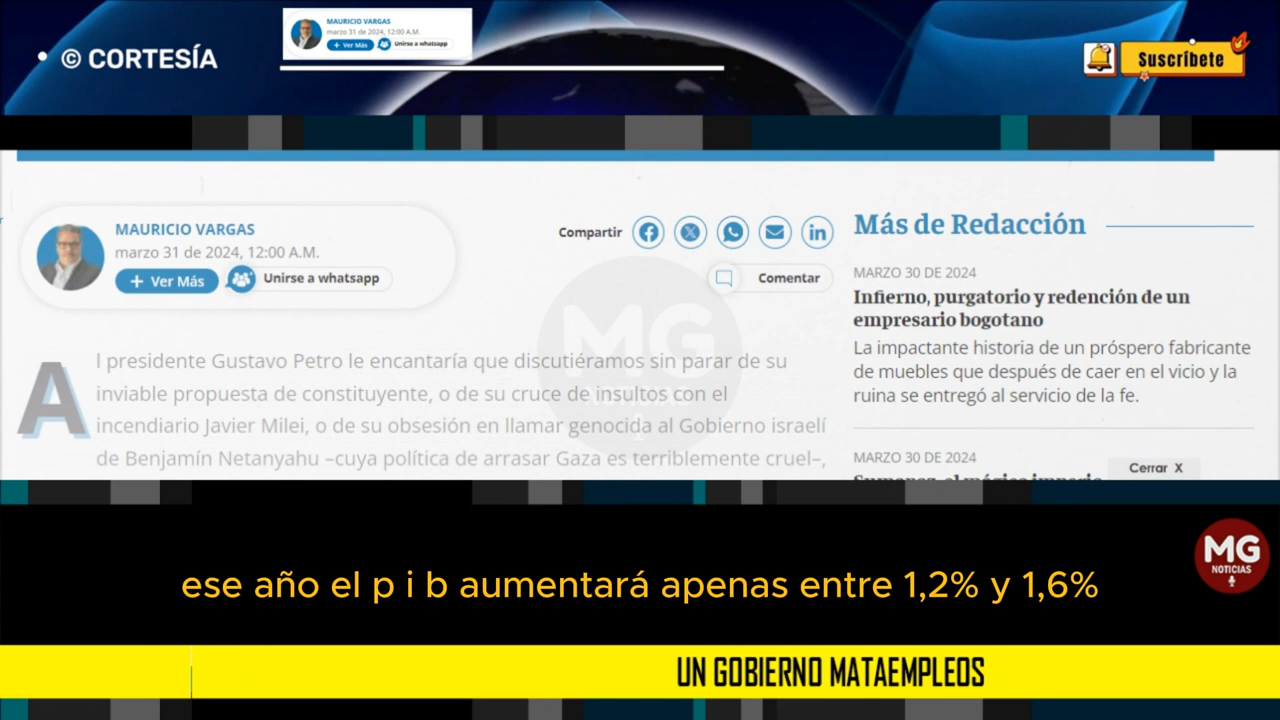 © CORTESÍA
MAURICIO VARGAS
marzo 31 de 2024, 12:00 A.M.
+ Ver Más
Unirse a whatsapp
Suscríbete
MAURICIO VARGAS
marzo 31 de 2024, 12:00 A.M.
+ Ver Más
Unirse a whatsapp
Compartir
Comentar
Al presidente Gustavo Petro le encantaría que discutiéramos sin parar de su
inviable propuesta de constituyente, o de su cruce de insultos con el
incendiario Javier Milei, o de su obsesión en llamar genocida al Gobierno israelí
de Benjamín Netanyahu –cuya política de arrasar Gaza es terriblemente cruel–,
MG
Más de Redacción
MARZO 30 DE 2024
Infierno, purgatorio y redención de un
empresario bogotano
La impactante historia de un próspero fabricante
de muebles que después de caer en el vicio y la
ruina se entregó al servicio de la fe.
MARZO 30 DE 2024
Cerrar X
ese año el p i b aumentará apenas entre 1,2% y 1,6%
MG
NOTICIAS
UN GOBIERNO MATAEMPLEOS